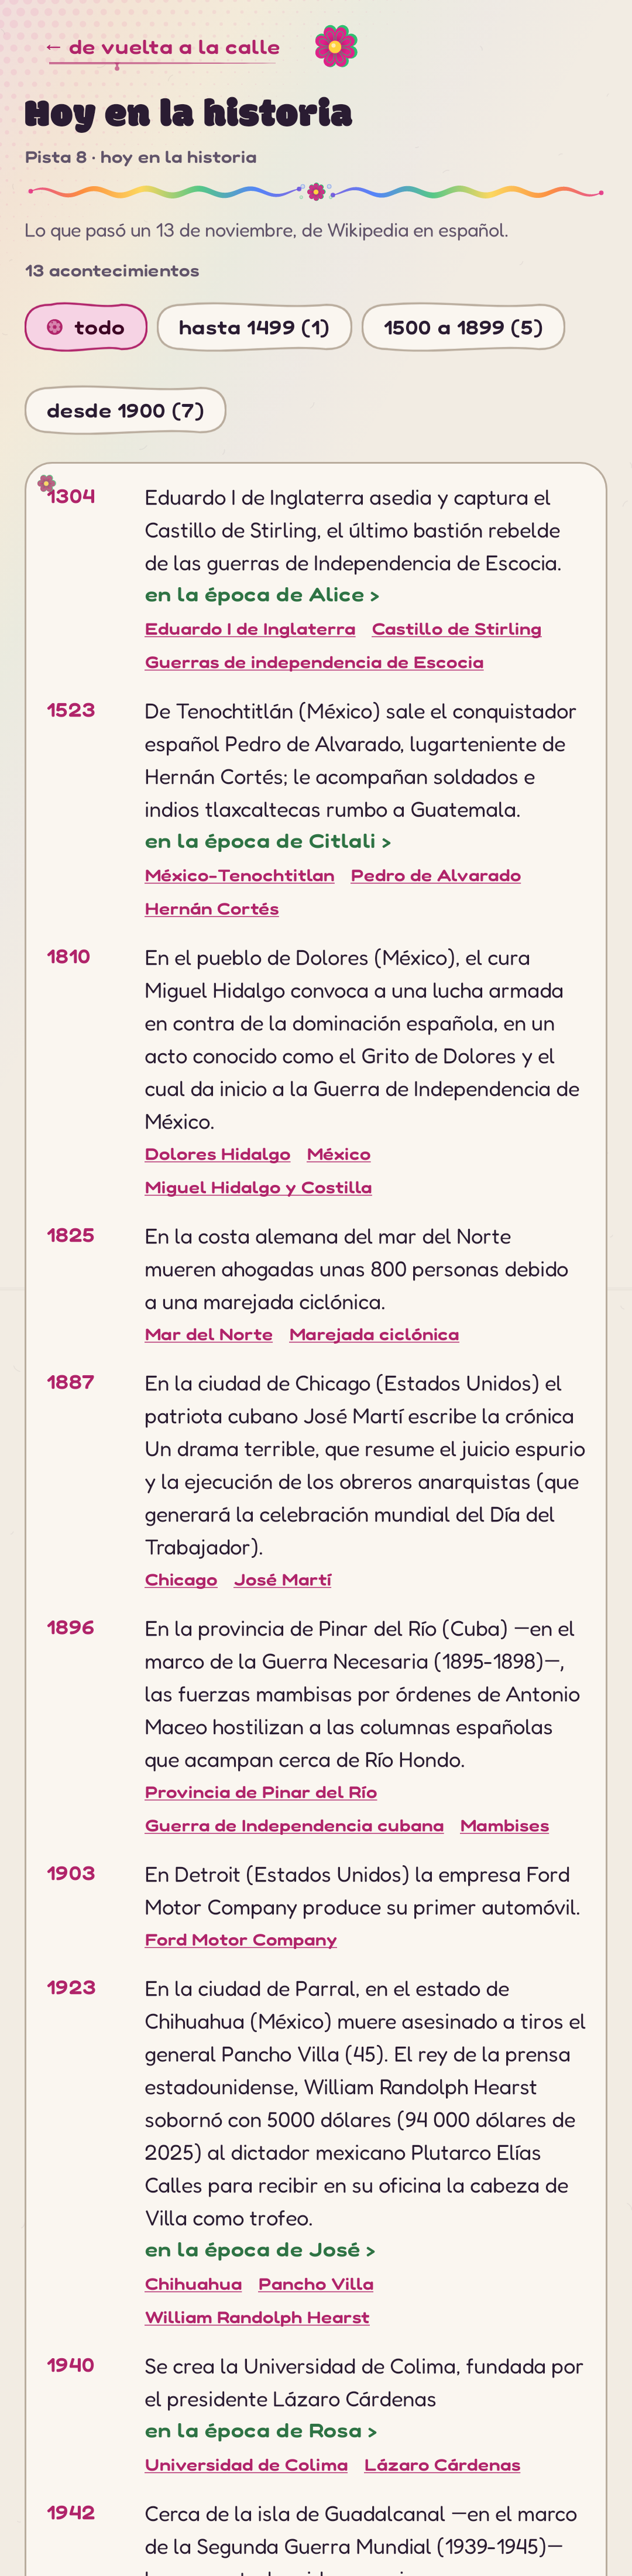 ← de vuelta a la calle
Hoy en la historia
Pista 8 · hoy en la historia
Lo que pasó un 13 de noviembre, de Wikipedia en español.
13 acontecimientos
todo
hasta 1499 (1)
1500 a 1899 (5)
desde 1900 (7)
1304
Eduardo I de Inglaterra asedia y captura el
Castillo de Stirling, el último bastión rebelde
de las guerras de Independencia de Escocia.
en la época de Alice >
Eduardo I de Inglaterra Castillo de Stirling
Guerras de independencia de Escocia
1523
De Tenochtitlán (México) sale el conquistador
español Pedro de Alvarado, lugarteniente de
Hernán Cortés; le acompañan soldados e
indios tlaxcaltecas rumbo a Guatemala.
en la época de Citlali >
México-Tenochtitlan Pedro de Alvarado
Hernán Cortés
1810
En el pueblo de Dolores (México), el cura
Miguel Hidalgo convoca a una lucha armada
en contra de la dominación española, en un
acto conocido como el Grito de Dolores y el
cual da inicio a la Guerra de Independencia de
México.
Dolores Hidalgo México
Miguel Hidalgo y Costilla
1825
En la costa alemana del mar del Norte
mueren ahogadas unas 800 personas debido
a una marejada ciclónica.
Mar del Norte Marejada ciclónica
1887
En la ciudad de Chicago (Estados Unidos) el
patriota cubano José Martí escribe la crónica
Un drama terrible, que resume el juicio espurio
y la ejecución de los obreros anarquistas (que
generará la celebración mundial del Día del
Trabajador).
Chicago José Martí
1896
En la provincia de Pinar del Río (Cuba) —en el
marco de la Guerra Necesaria (1895-1898)—,
las fuerzas mambisas por órdenes de Antonio
Maceo hostilizan a las columnas españolas
que acampan cerca de Río Hondo.
Provincia de Pinar del Río
Guerra de Independencia cubana Mambises
1903
En Detroit (Estados Unidos) la empresa Ford
Motor Company produce su primer automóvil.
Ford Motor Company
1923
En la ciudad de Parral, en el estado de
Chihuahua (México) muere asesinado a tiros el
general Pancho Villa (45). El rey de la prensa
estadounidense, William Randolph Hearst
sobornó con 5000 dólares (94 000 dólares de
2025) al dictador mexicano Plutarco Elías
Calles para recibir en su oficina la cabeza de
Villa como trofeo.
en la época de José >
Chihuahua Pancho Villa
William Randolph Hearst
1940
Se crea la Universidad de Colima, fundada por
el presidente Lázaro Cárdenas
en la época de Rosa >
Universidad de Colima Lázaro Cárdenas
1942
Cerca de la isla de Guadalcanal —en el marco
de la Segunda Guerra Mundial (1939-1945)—